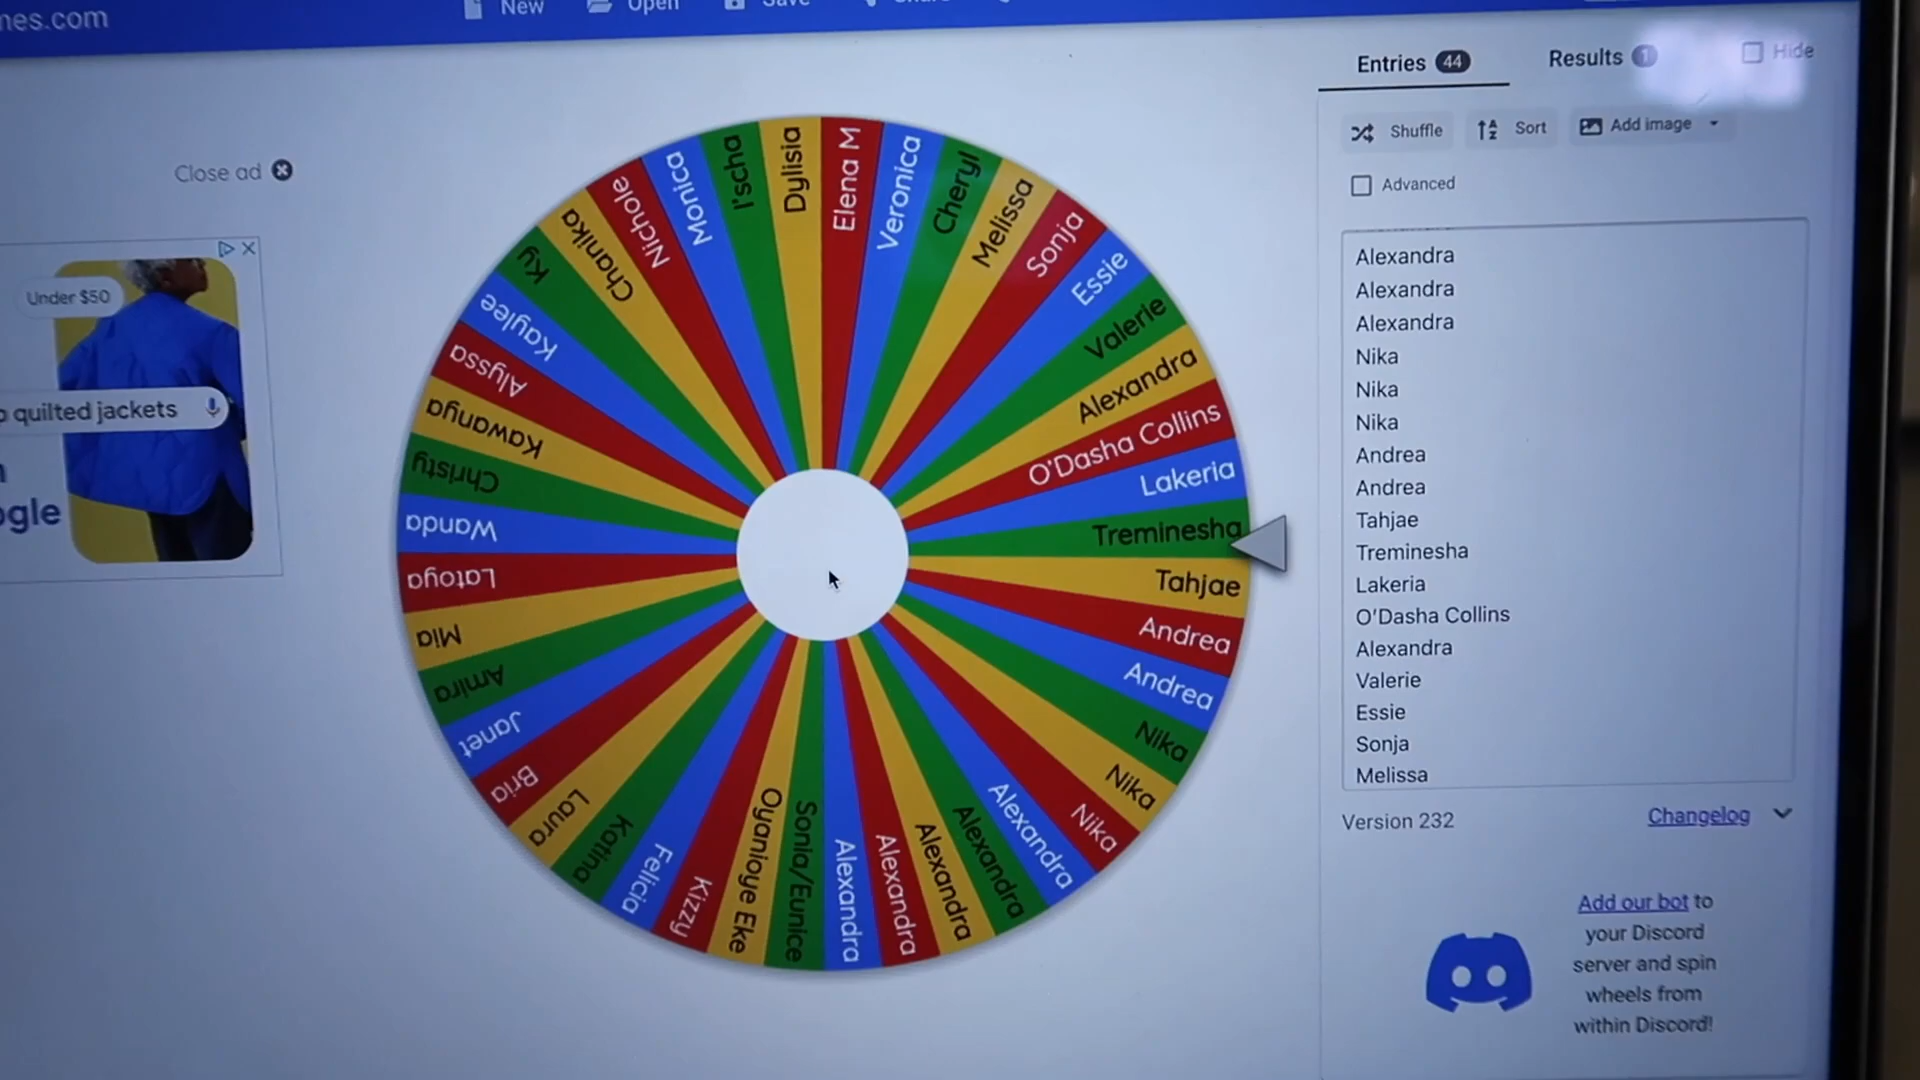 nes.com
New
Open
Save
Share
Entries 44
Results 1
Hide
Shuffle
Sort
Add image
Advanced
Close ad
Under $50
quilted jackets
ogle
Alexandra
Alexandra
Alexandra
Nika
Nika
Nika
Andrea
Andrea
Tahjae
Treminesha
Lakeria
O'Dasha Collins
Alexandra
Valerie
Essie
Sonja
Melissa
Version 232
Changelog
Add our bot to
your Discord
server and spin
wheels from
within Discord!
Elena M
Veronica
Cheryl
Melissa
Sonja
Essie
Valerie
Alexandra
O'Dasha Collins
Lakeria
Treminesha
Tahjae
Andrea
Andrea
Nika
Nika
Nika
Alexandra
Alexandra
Alexandra
Alexandra
Alexandra
Sonia/Eunice
Oyanioye Eke
Kizzy
Felicia
Katina
Laura
Bria
Janet
Amira
Mia
Latoya
Wanda
Christy
Kawanya
Alyssa
Kaylee
Ky
Chanika
Nichole
Monica
I'scha
Dylisia